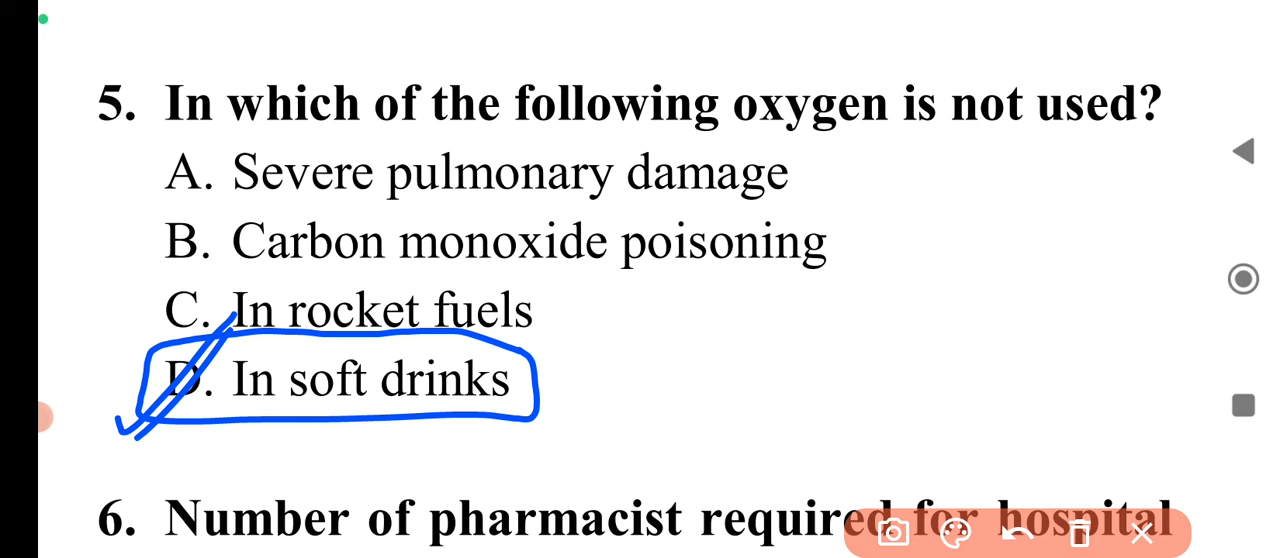 5. In which of the following oxygen is not used?
A. Severe pulmonary damage
B. Carbon monoxide poisoning
C. In rocket fuels
D. In soft drinks
6. Number of pharmacist required for hospital